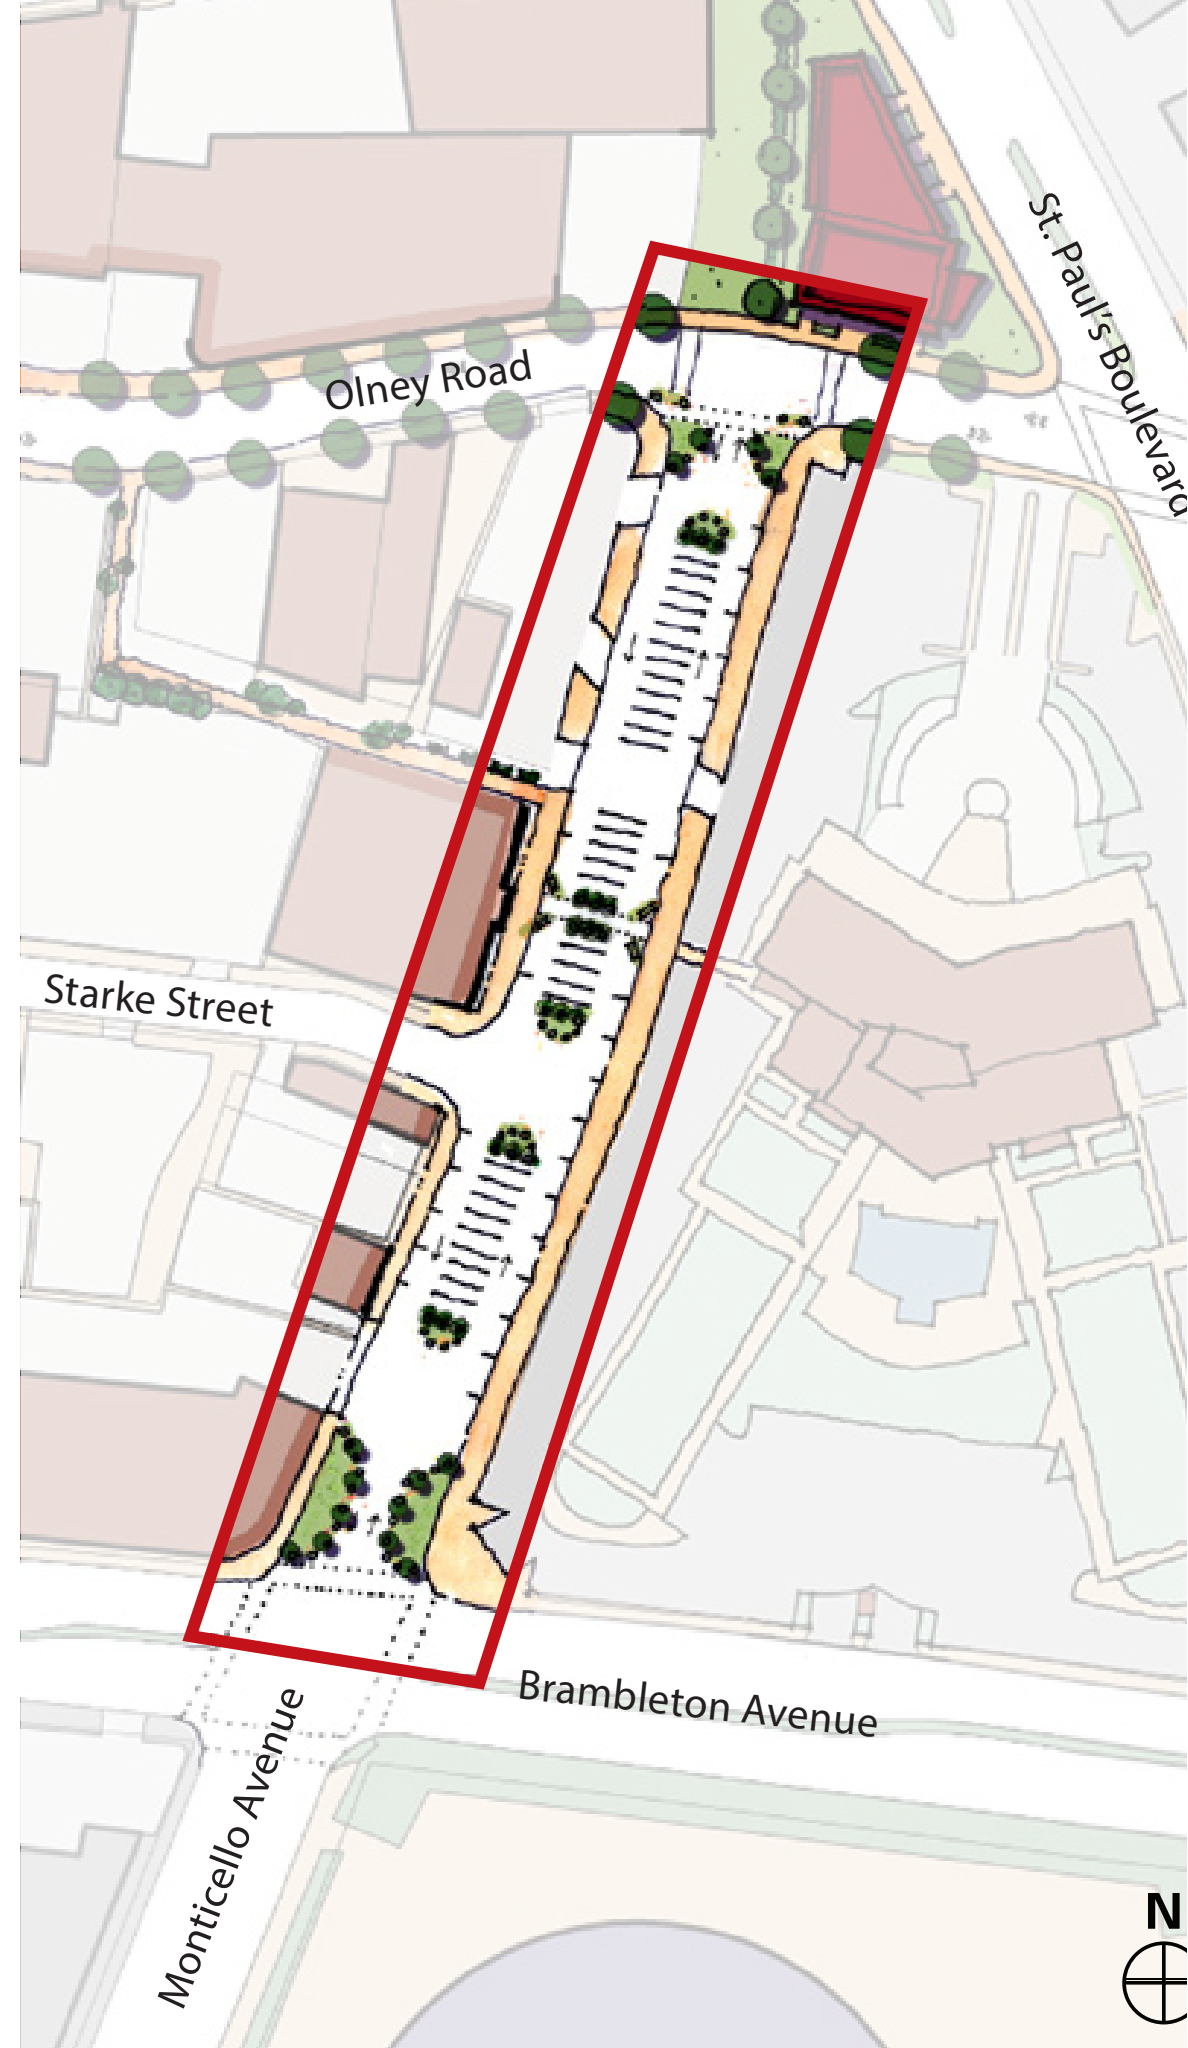 St. Paul's Boulevard
Olney Road
Starke Street
Brambleton Avenue
Monticello Avenue
N